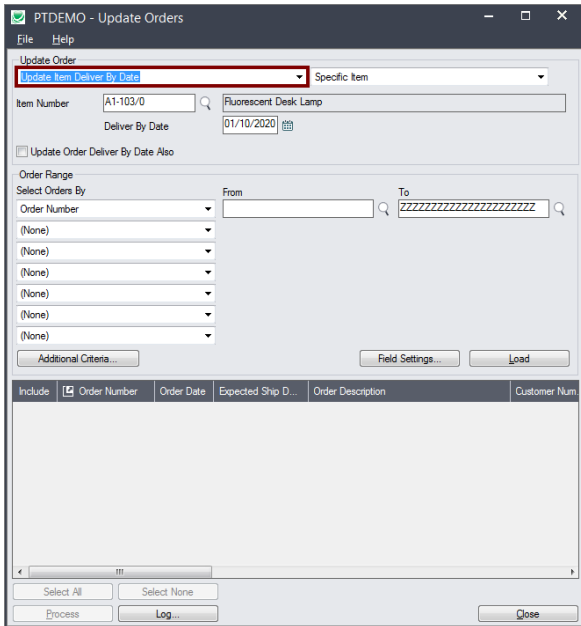 PTDEMO - Update Orders
File Help
Update Order
Update Item Deliver By Date Specific Item
Item Number A1-103/0 Fluorescent Desk Lamp
Deliver By Date 01/10/2020
Update Order Deliver By Date Also
Order Range
Select Orders By From To
Order Number ZZZZZZZZZZZZZZZZZZZZZZ
(None)
(None)
(None)
(None)
(None)
(None)
Additional Criteria... Field Settings... Load
Include Order Number Order Date Expected Ship D... Order Description Customer Num
Select All Select None
Process Log... Close